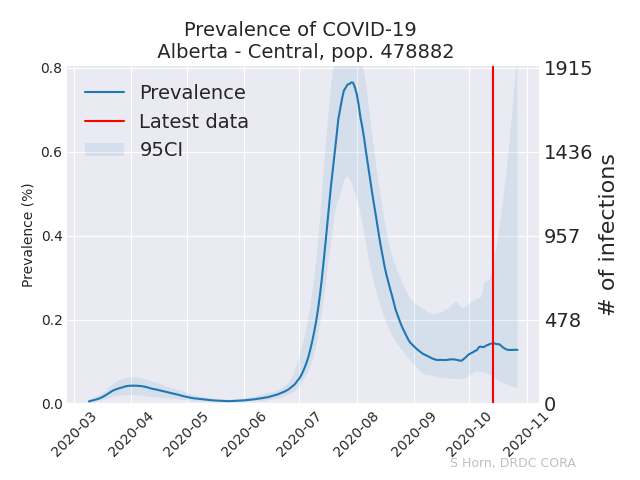 Prevalence of COVID-19
Alberta - Central, pop. 478882
Prevalence
Latest data
95CI
Prevalence (%)
0.8
0.6
0.4
0.2
0.0
1915
1436
957
478
0
# of infections
2020-03
2020-04
2020-05
2020-06
2020-07
2020-08
2020-09
2020-10
2020-11
S Horn, DRDC CORA